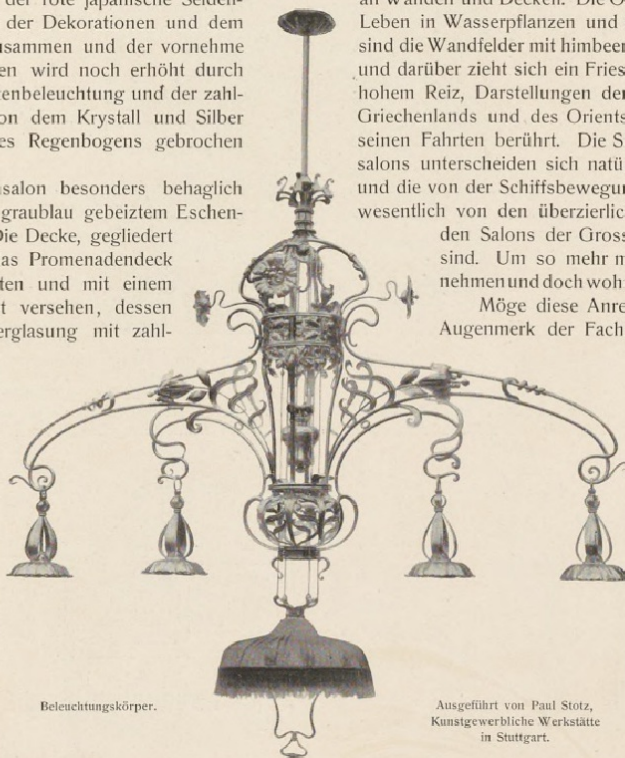 der rote japanische Seiden-
der Dekorationen und dem
usammen und der vornehme
en wird noch erhöht durch
tenbeleuchtung und der zahl-
on dem Krystall und Silber
es Regenbogens gebrochen
salon besonders behaglich
graublau gebeiztem Eschen-
Die Decke, gegliedert
as Promenadendeck
ten und mit einem
t versehen, dessen
erglasung mit zahl-
an Wänden und Decken. Die
Leben in Wasserpflanzen und
sind die Wandfelder mit himbeer
und darüber zieht sich ein Fries
hohem Reiz, Darstellungen der
Griechenlands und des Orients
seinen Fahrten berührt. Die S
salons unterscheiden sich natü
und die von der Schiffsbewegun
wesentlich von den überzierlic
den Salons der Gross
sind. Um so mehr m
nehmen und doch woh
Möge diese Anre
Augenmerk der Fach
Beleuchtungskörper.
Ausgeführt von Paul Stotz,
Kunstgewerbliche Werkstätte
in Stuttgart.